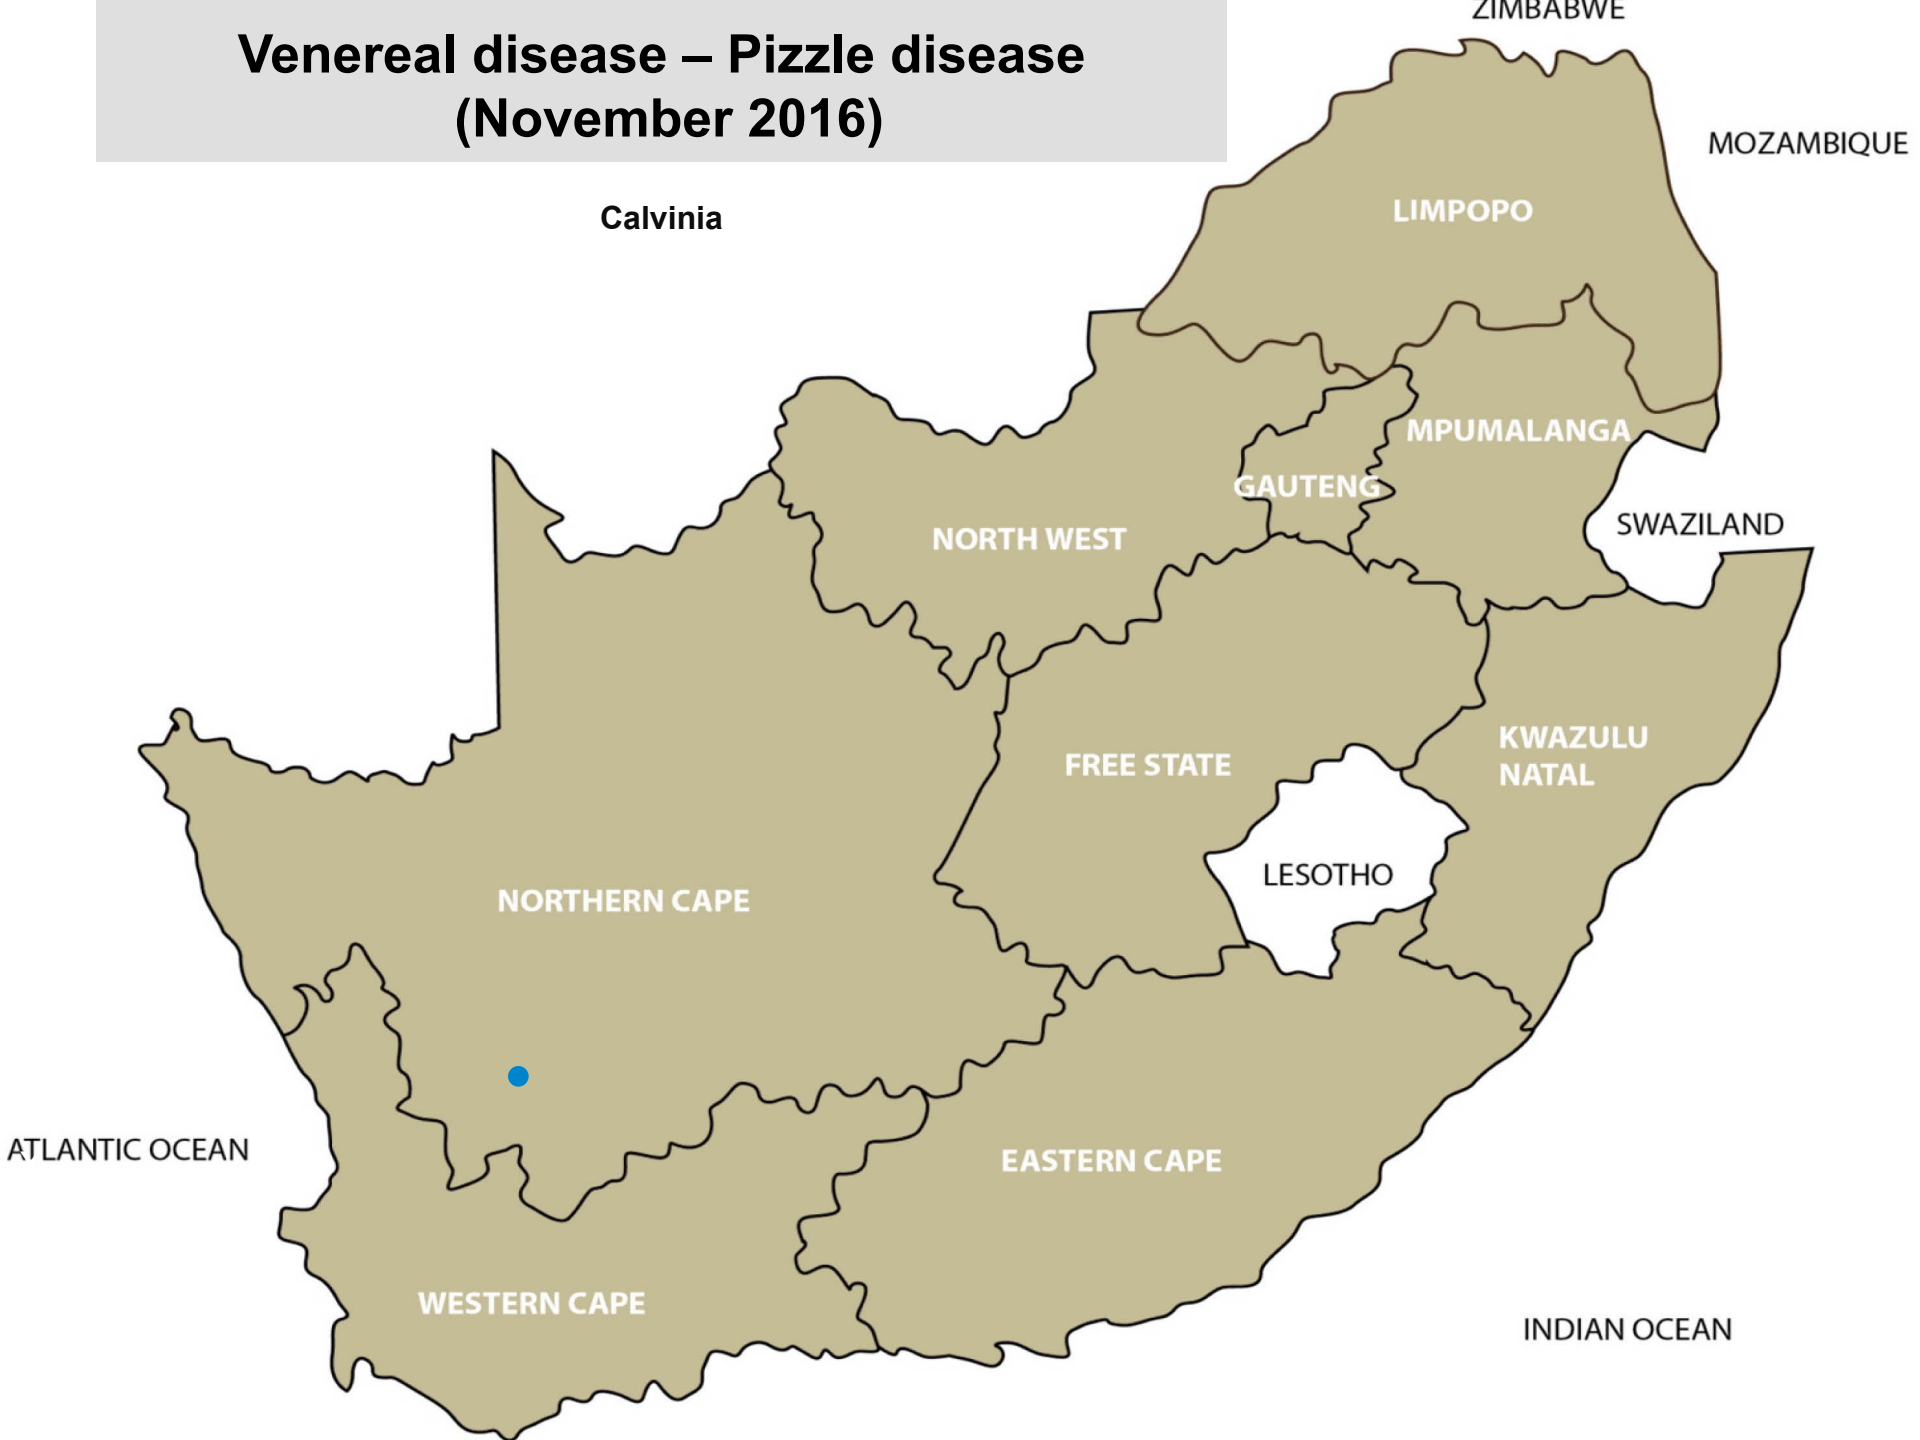 Venereal disease – Pizzle disease
(November 2016)
Calvinia
ZIMBABWE
MOZAMBIQUE
LIMPOPO
MPUMALANGA
GAUTENG
SWAZILAND
NORTH WEST
KWAZULU
NATAL
FREE STATE
LESOTHO
NORTHERN CAPE
ATLANTIC OCEAN
EASTERN CAPE
WESTERN CAPE
INDIAN OCEAN